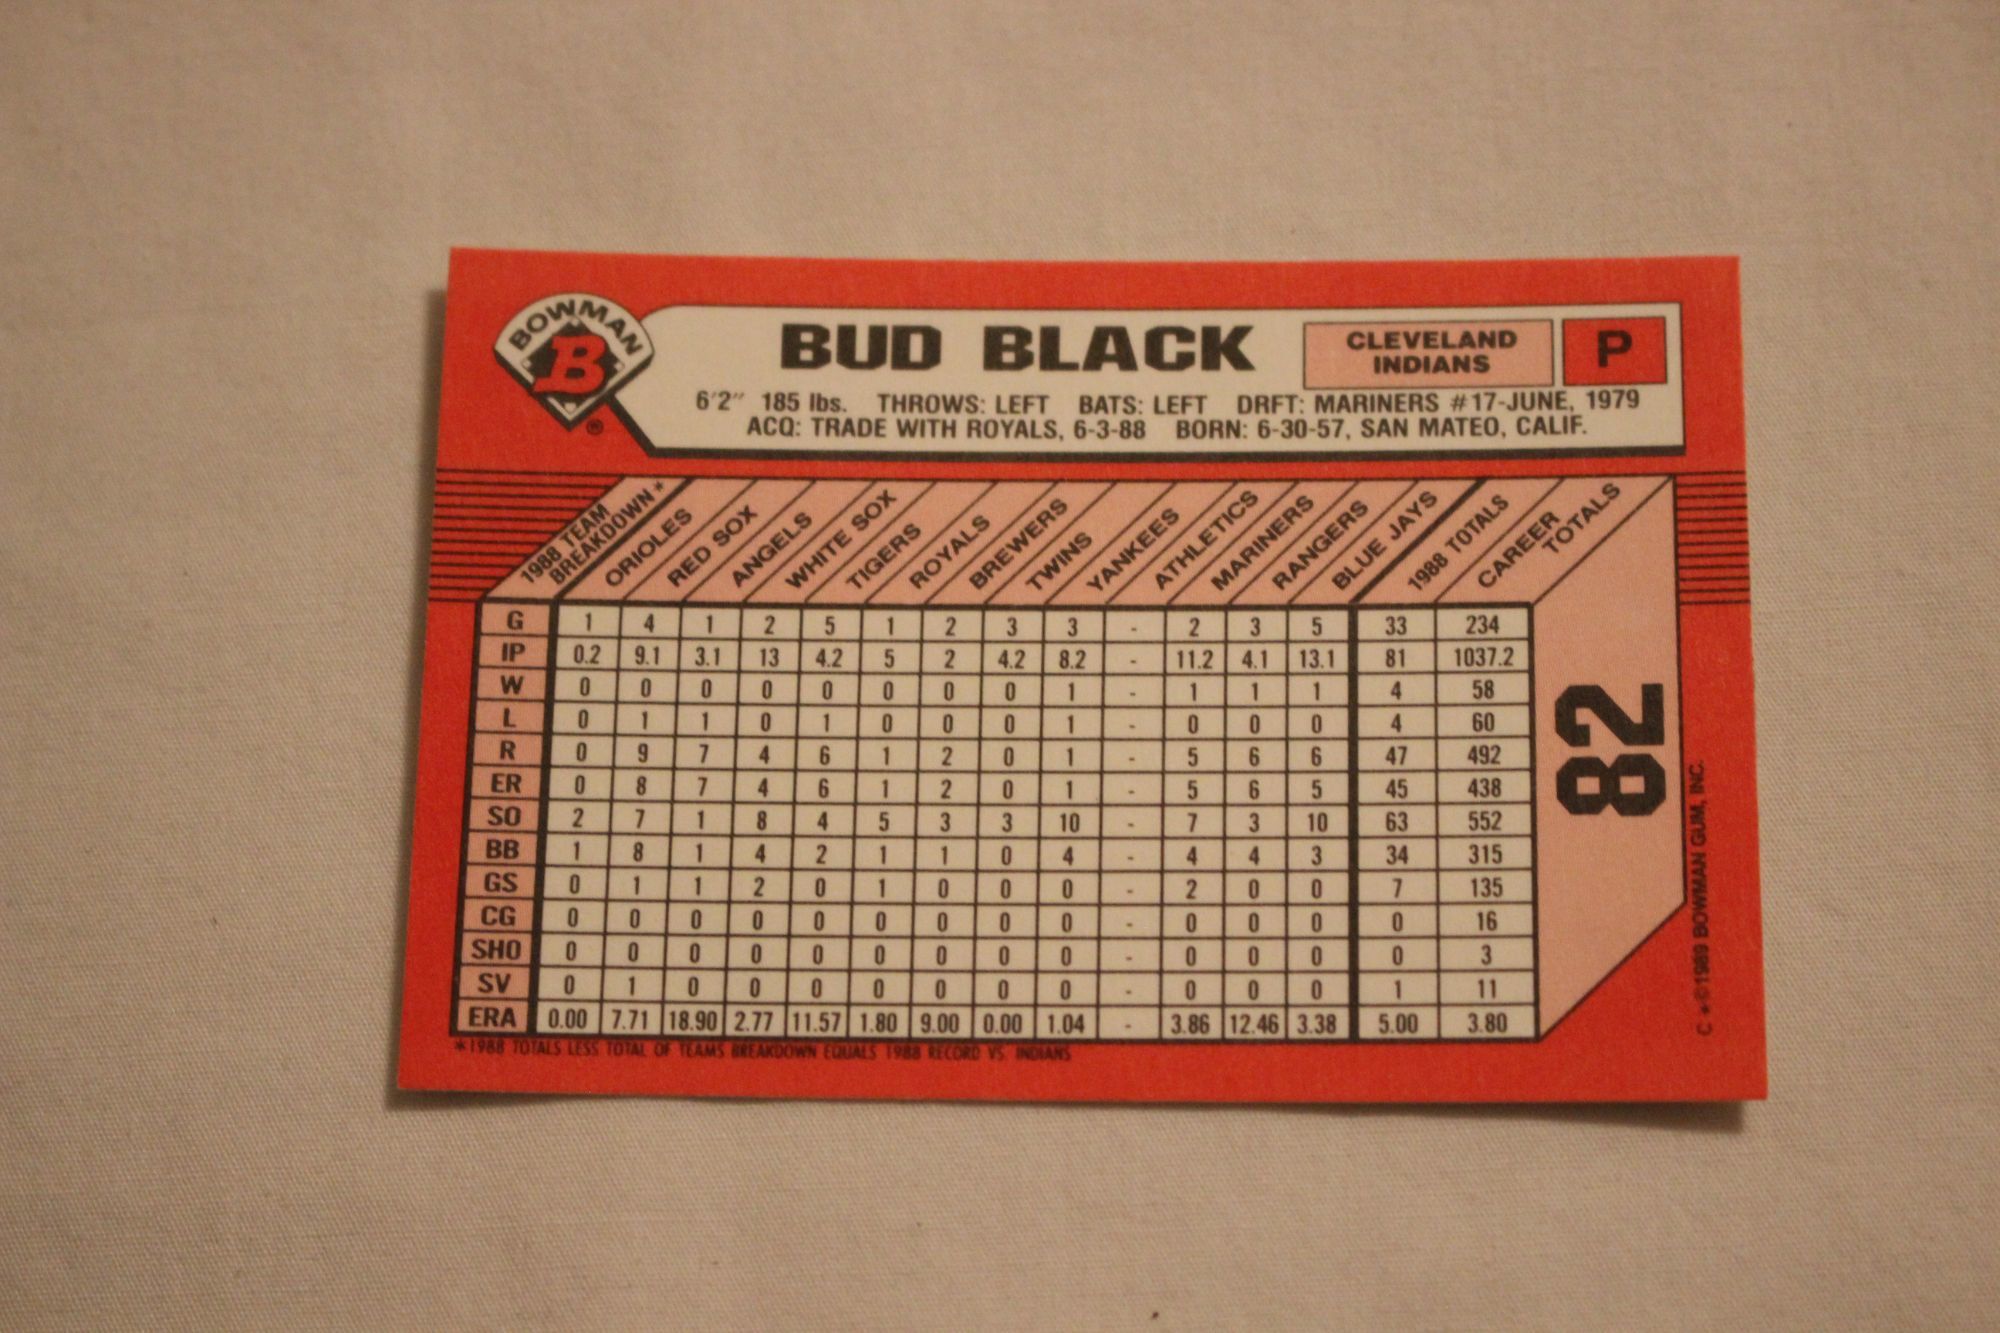 BOWMAN
B
®
BUD BLACK
CLEVELAND
INDIANS
P
6'2" 185 lbs. THROWS: LEFT BATS: LEFT DRFT: MARINERS #17-JUNE, 1979
ACQ: TRADE WITH ROYALS, 6-3-88 BORN: 6-30-57, SAN MATEO, CALIF.
1988 TEAM BREAKDOWN* ORIOLES RED SOX ANGELS WHITE SOX TIGERS ROYALS BREWERS TWINS YANKEES ATHLETICS MARINERS RANGERS BLUE JAYS 1988 TOTALS CAREER TOTALS
G 1 4 1 2 5 1 2 3 3 - 2 3 5 33 234
IP 0.2 9.1 3.1 13 4.2 5 2 4.2 8.2 - 11.2 4.1 13.1 81 1037.2
W 0 0 0 0 0 0 0 0 1 - 1 1 1 4 58
L 0 1 1 0 1 0 0 0 1 - 0 0 0 4 60
R 0 9 7 4 6 1 2 0 1 - 5 6 6 47 492
ER 0 8 7 4 6 1 2 0 1 - 5 6 5 45 438
SO 2 7 1 8 4 5 3 3 10 - 7 3 10 63 552
BB 1 8 1 4 2 1 1 0 4 - 4 4 3 34 315
GS 0 1 1 2 0 1 0 0 0 - 2 0 0 7 135
CG 0 0 0 0 0 0 0 0 0 - 0 0 0 0 16
SHO 0 0 0 0 0 0 0 0 0 - 0 0 0 0 3
SV 0 1 0 0 0 0 0 0 0 - 0 0 0 1 11
ERA 0.00 7.71 18.90 2.77 11.57 1.80 9.00 0.00 1.04 - 3.86 12.46 3.38 5.00 3.80
*1988 TOTALS LESS TOTAL OF TEAMS BREAKDOWN EQUALS 1988 RECORD VS. INDIANS
82
C *©1989 BOWMAN GUM, INC.